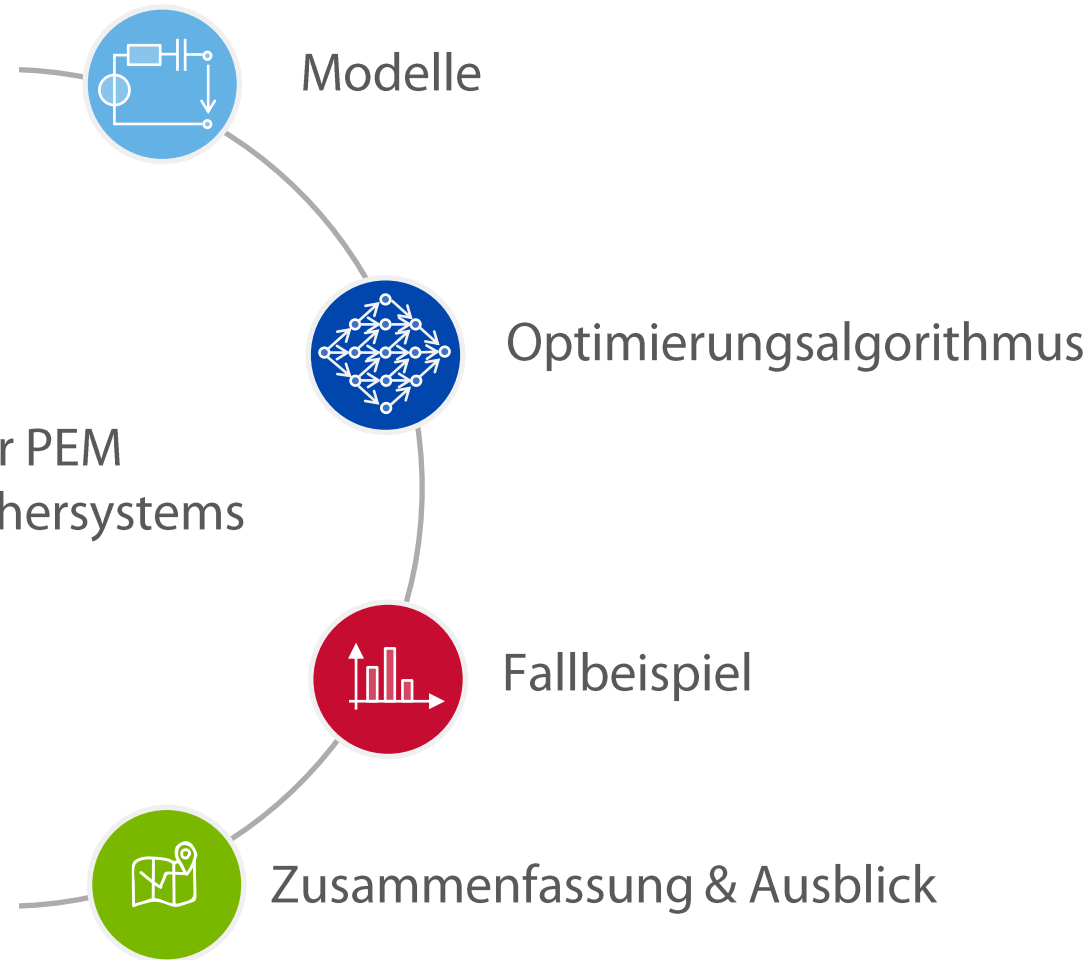 Modelle
Optimierungsalgorithmus
r PEM
hersystems
Fallbeispiel
Zusammenfassung & Ausblick